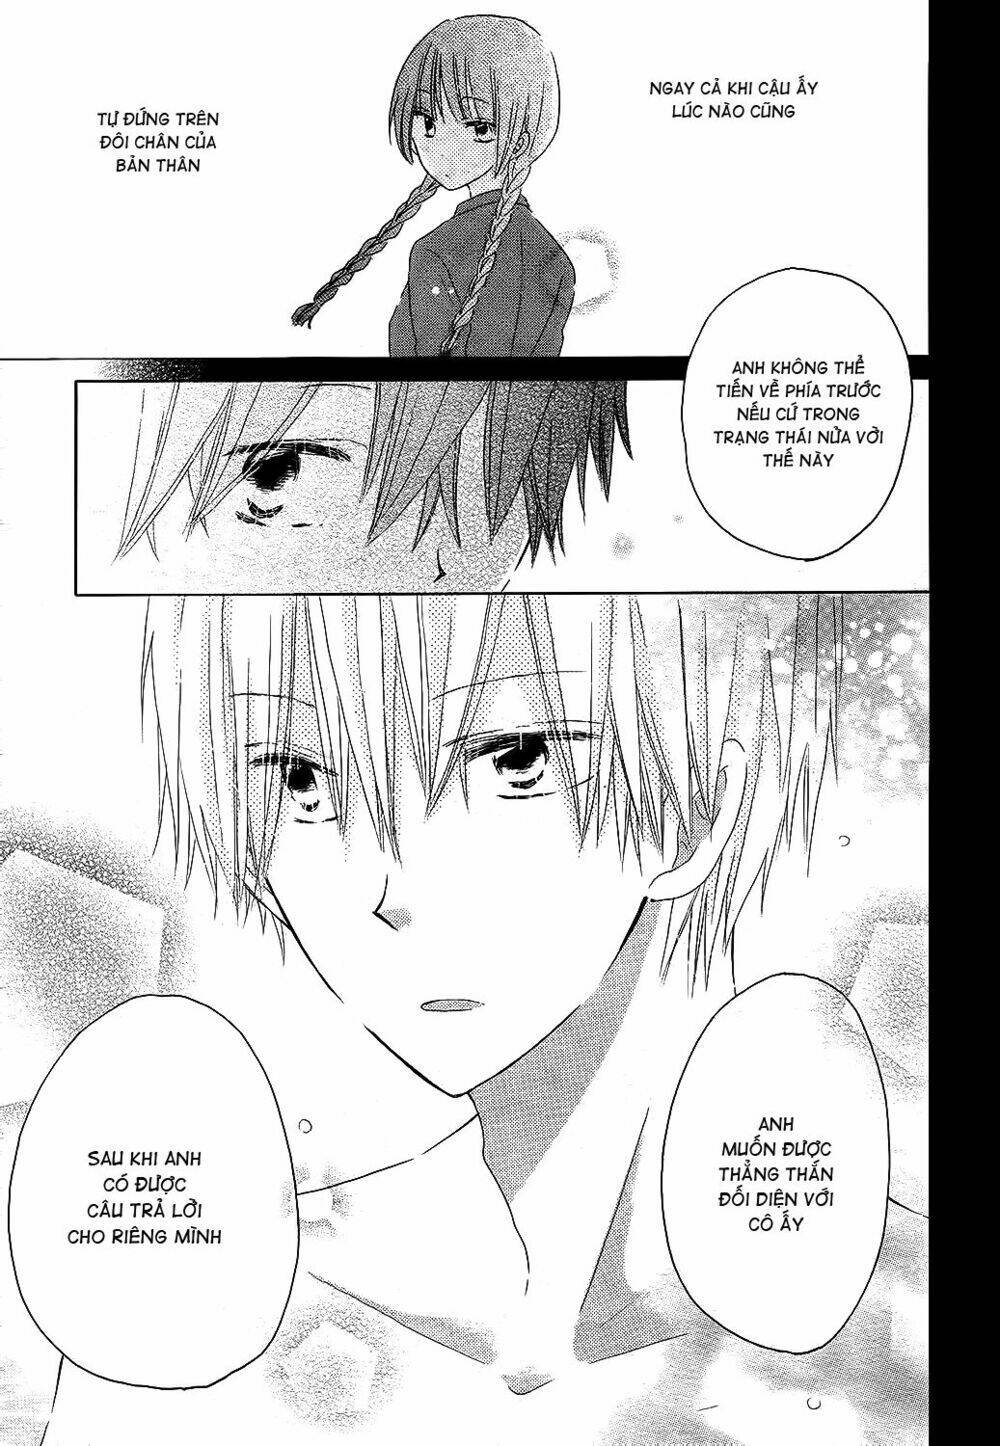 NGAY CẢ KHI CẬU ẤY
LÚC NÀO CŨNG
TỰ ĐỨNG TRÊN
ĐÔI CHÂN CỦA
BẢN THÂN
ANH KHÔNG THỂ
TIẾN VỀ PHÍA TRƯỚC
NẾU CỨ TRONG
TRẠNG THÁI NỬA VỜI
THẾ NÀY
ANH
MUỐN ĐƯỢC
THẲNG THẮN
ĐỐI DIỆN VỚI
CÔ ẤY
SAU KHI ANH
CÓ ĐƯỢC
CÂU TRẢ LỜI
CHO RIÊNG MÌNH